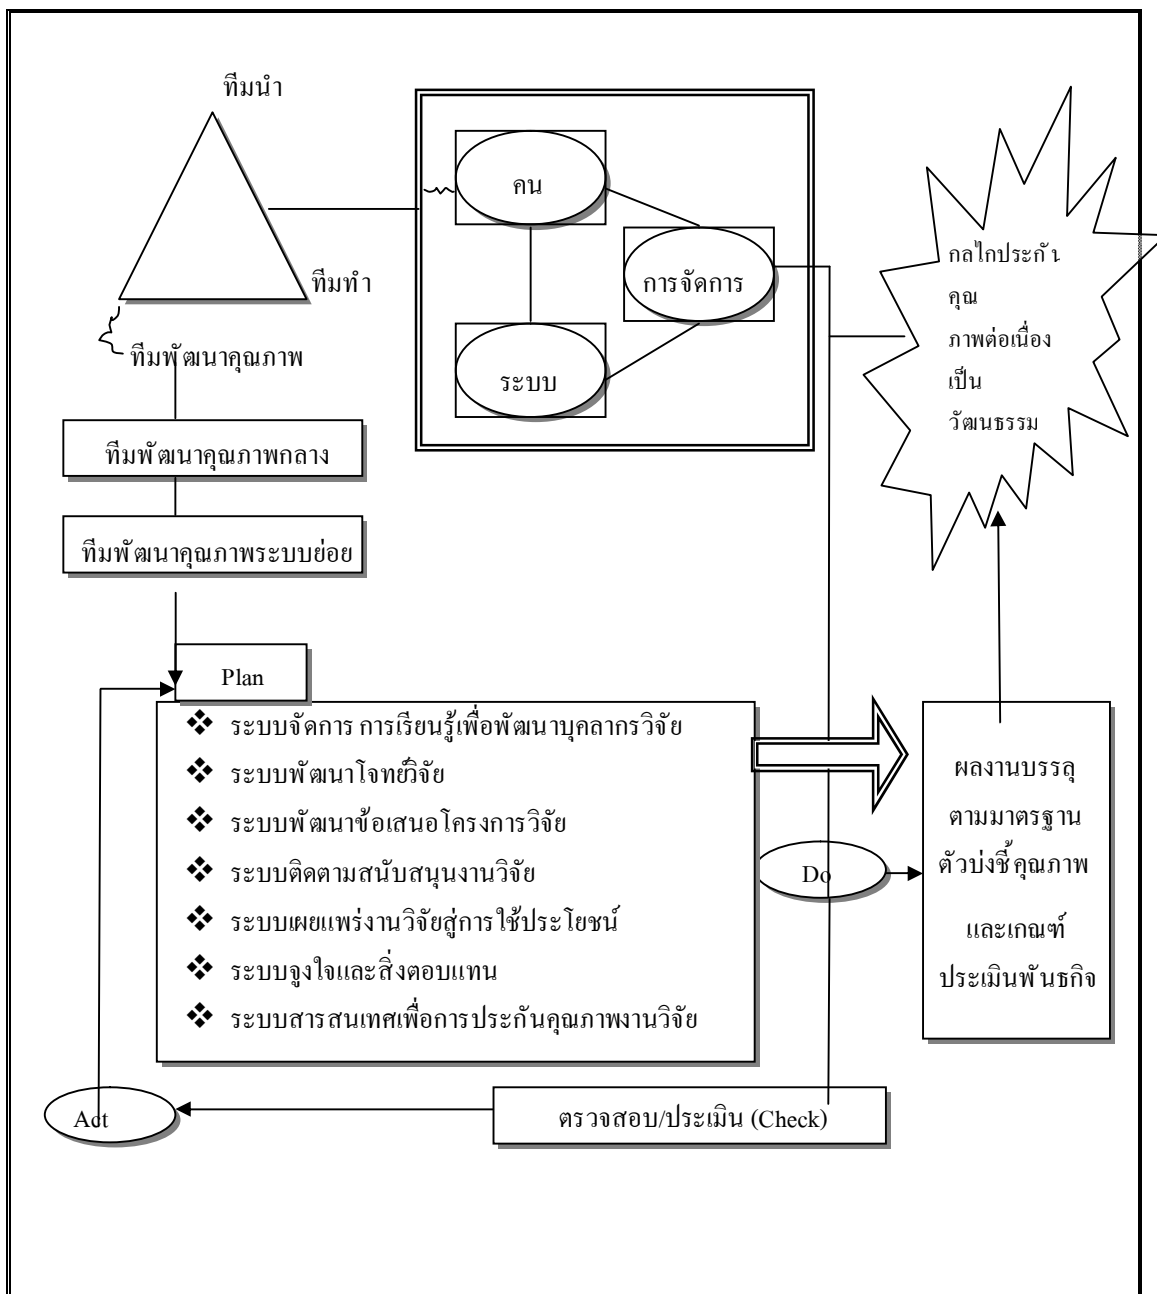 ทีมนำ
ทีมทำ
ทีมพัฒนาคุณภาพ
ทีมพัฒนาคุณภาพกลาง
ทีมพัฒนาคุณภาพระบบย่อย
คน
การจัดการ
ระบบ
กลไกประกัน
คุณ
ภาพต่อเนื่อง
เป็น
วัฒนธรรม
Plan
❖ ระบบจัดการ การเรียนรู้เพื่อพัฒนาบุคลากรวิจัย
❖ ระบบพัฒนาโจทย์วิจัย
❖ ระบบพัฒนาข้อเสนอโครงการวิจัย
❖ ระบบติดตามสนับสนุนงานวิจัย
❖ ระบบเผยแพร่งานวิจัยสู่การใช้ประโยชน์
❖ ระบบจูงใจและสิ่งตอบแทน
❖ ระบบสารสนเทศเพื่อการประกันคุณภาพงานวิจัย
Do
ผลงานบรรลุ
ตามมาตรฐาน
ตัวบ่งชี้คุณภาพ
และเกณฑ์
ประเมินพันธกิจ
ตรวจสอบ/ประเมิน (Check)
Act